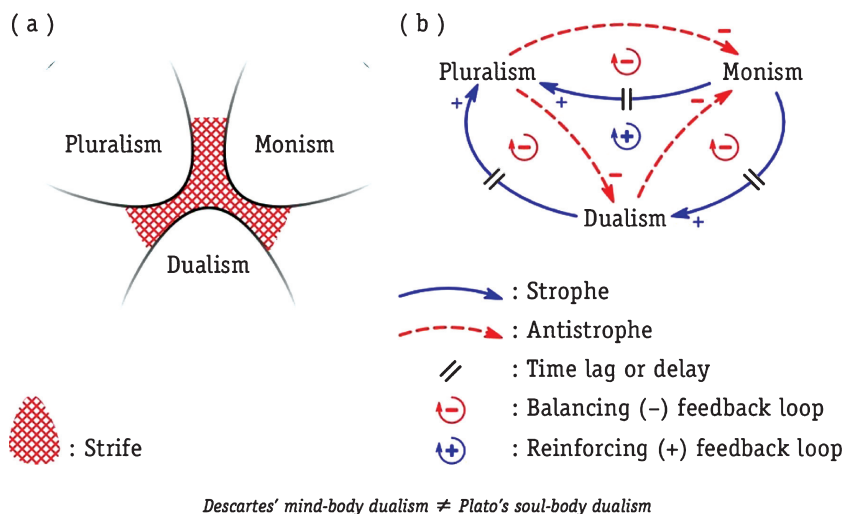 (a)
Pluralism
Monism
Dualism
: Strife
(b)
–
Pluralism
–
Monism
+
+
–
+
–
–
–
Dualism
+
: Strophe
: Antistrophe
: Time lag or delay
– : Balancing (–) feedback loop
+ : Reinforcing (+) feedback loop
Descartes’ mind-body dualism ≠ Plato’s soul-body dualism